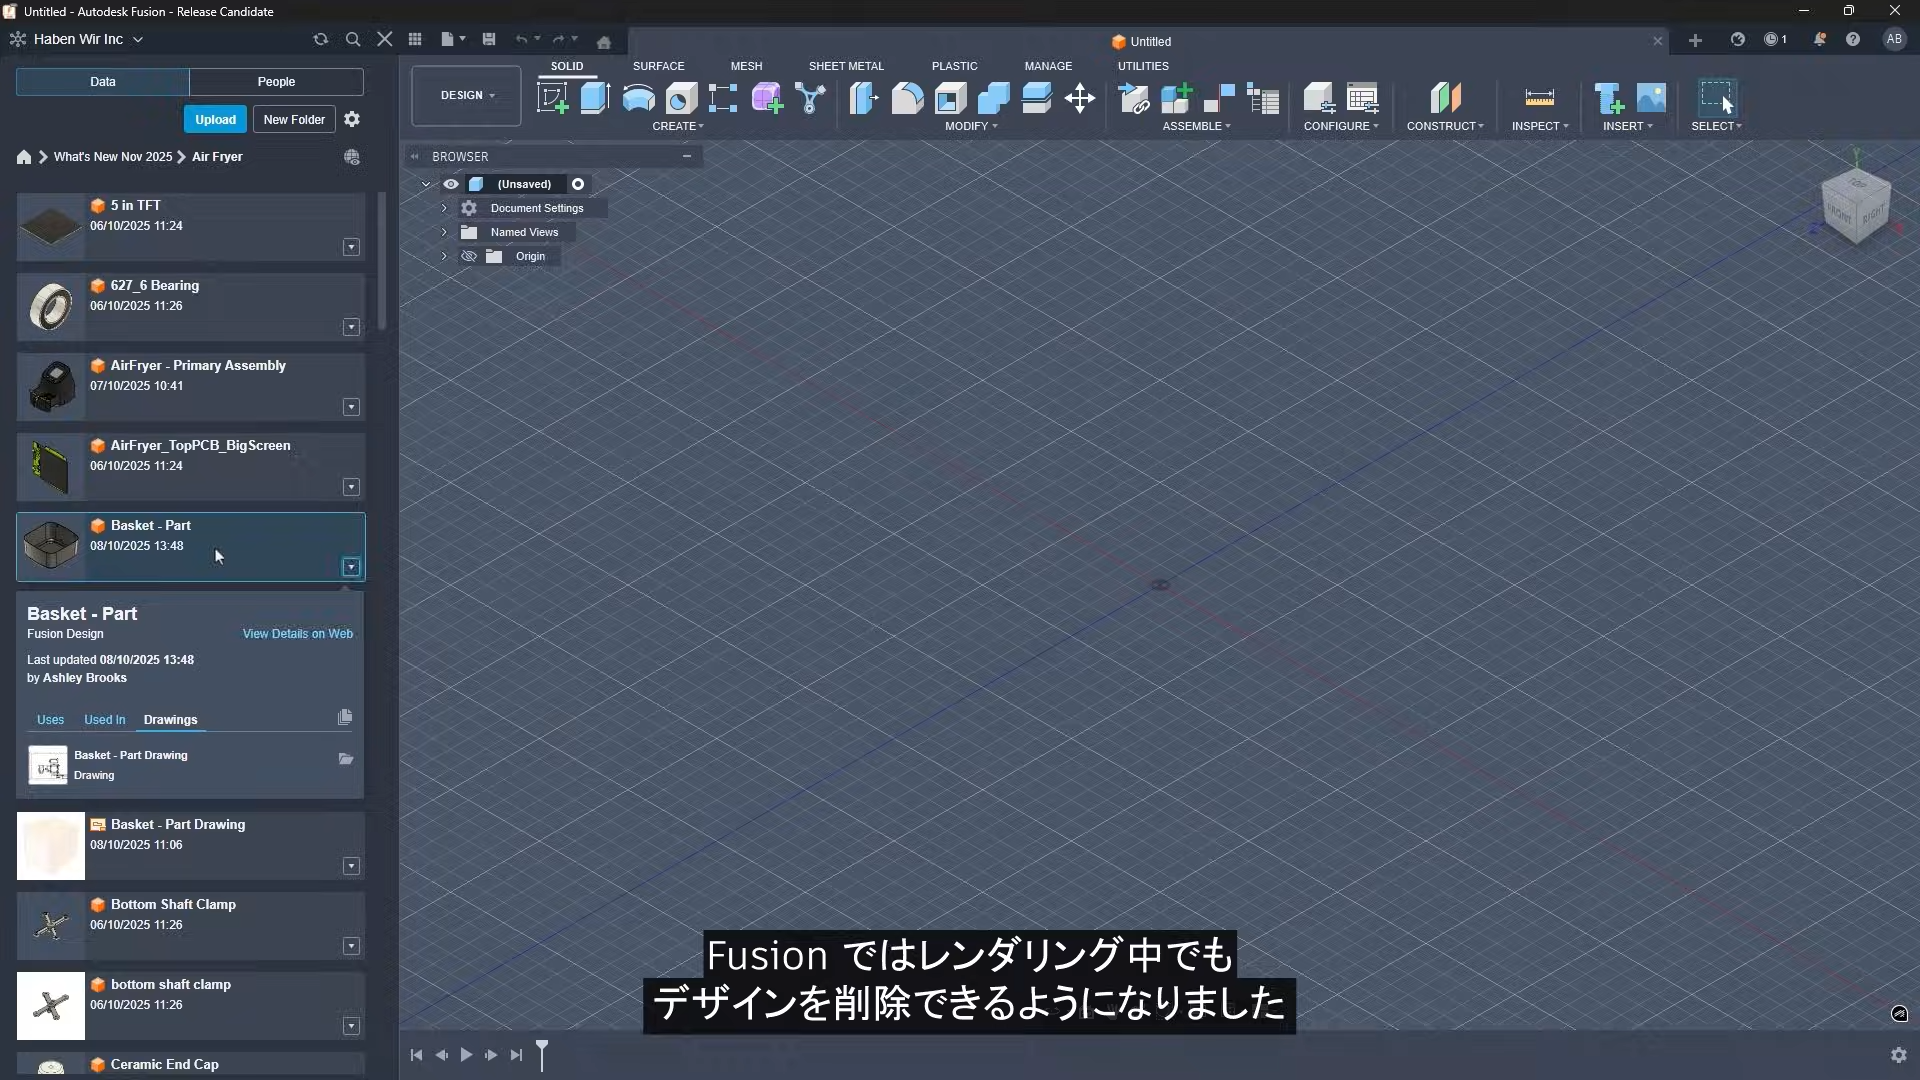 Untitled - Autodesk Fusion - Release Candidate
Haben Wir Inc
Untitled
1
AB
Data
People
Upload
New Folder
What's New Nov 2025 > Air Fryer
SOLID
SURFACE
MESH
SHEET METAL
PLASTIC
MANAGE
UTILITIES
DESIGN
CREATE
MODIFY
ASSEMBLE
CONFIGURE
CONSTRUCT
INSPECT
INSERT
SELECT
BROWSER
(Unsaved)
Document Settings
Named Views
Origin
Y
TOP
FRONT
RIGHT
5 in TFT
06/10/2025 11:24
627_6 Bearing
06/10/2025 11:26
AirFryer - Primary Assembly
07/10/2025 10:41
AirFryer_TopPCB_BigScreen
06/10/2025 11:24
Basket - Part
08/10/2025 13:48
Basket - Part
Fusion Design
View Details on Web
Last updated 08/10/2025 13:48
by Ashley Brooks
Uses
Used In
Drawings
Basket - Part Drawing
Drawing
Basket - Part Drawing
08/10/2025 11:06
Bottom Shaft Clamp
06/10/2025 11:26
bottom shaft clamp
06/10/2025 11:26
Ceramic End Cap
Fusion ではレンダリング中でも
デザインを削除できるようになりました